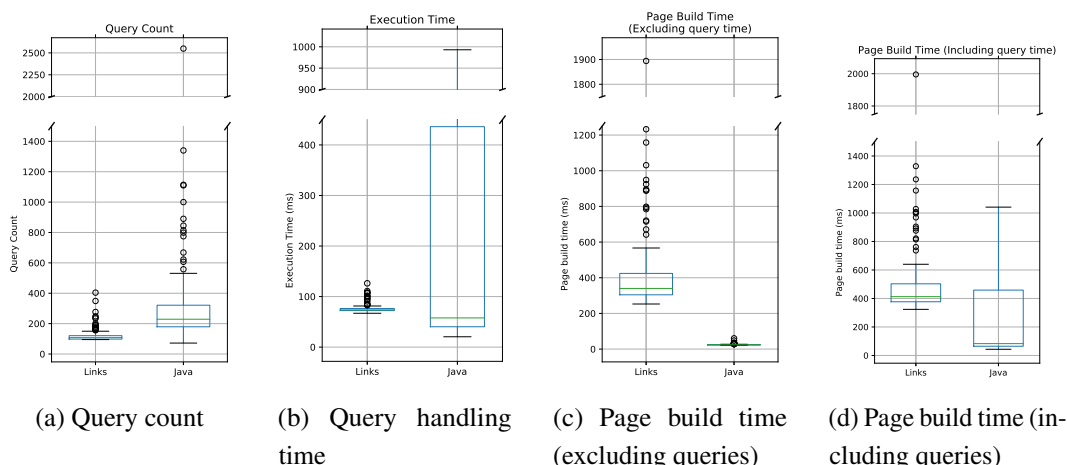 Query Count
2500
2250
2000
1400
1200
1000
800
600
400
200
0
Query Count
Links
Java
Execution Time
1000
950
900
400
300
200
100
0
Execution Time (ms)
Links
Java
Page Build Time
(Excluding query time)
1900
1800
1200
1000
800
600
400
200
0
Page build time (ms)
Links
Java
Page Build Time (Including query time)
2000
1800
1400
1200
1000
800
600
400
200
0
Page build time (ms)
Links
Java
(a) Query count
(b) Query handling
time
(c) Page build time
(excluding queries)
(d) Page build time (in-
cluding queries)